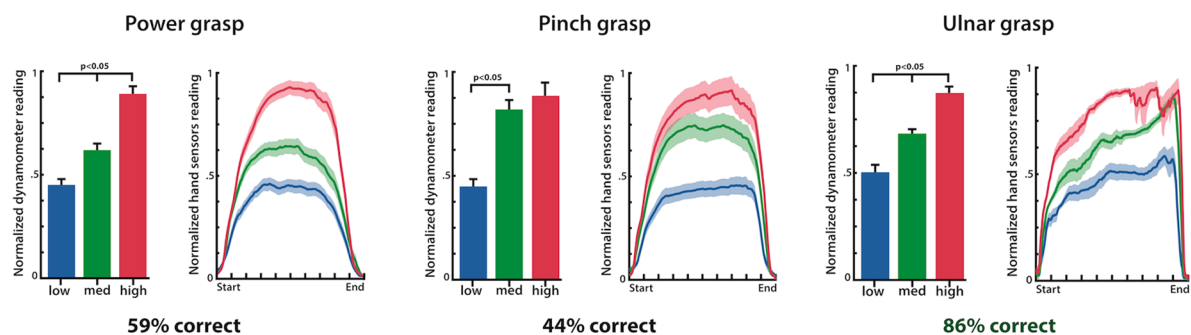 Power grasp
Normalized dynamometer reading
1
.5
0
p<0.05
low med high
Normalized hand sensors reading
1
.5
0
Start End
59% correct
Pinch grasp
Normalized dynamometer reading
1
.5
0
p<0.05
low med high
Normalized hand sensors reading
1
.5
0
Start End
44% correct
Ulnar grasp
Normalized dynamometer reading
1
.5
0
p<0.05
low med high
Normalized hand sensors reading
1
.5
0
Start End
86% correct